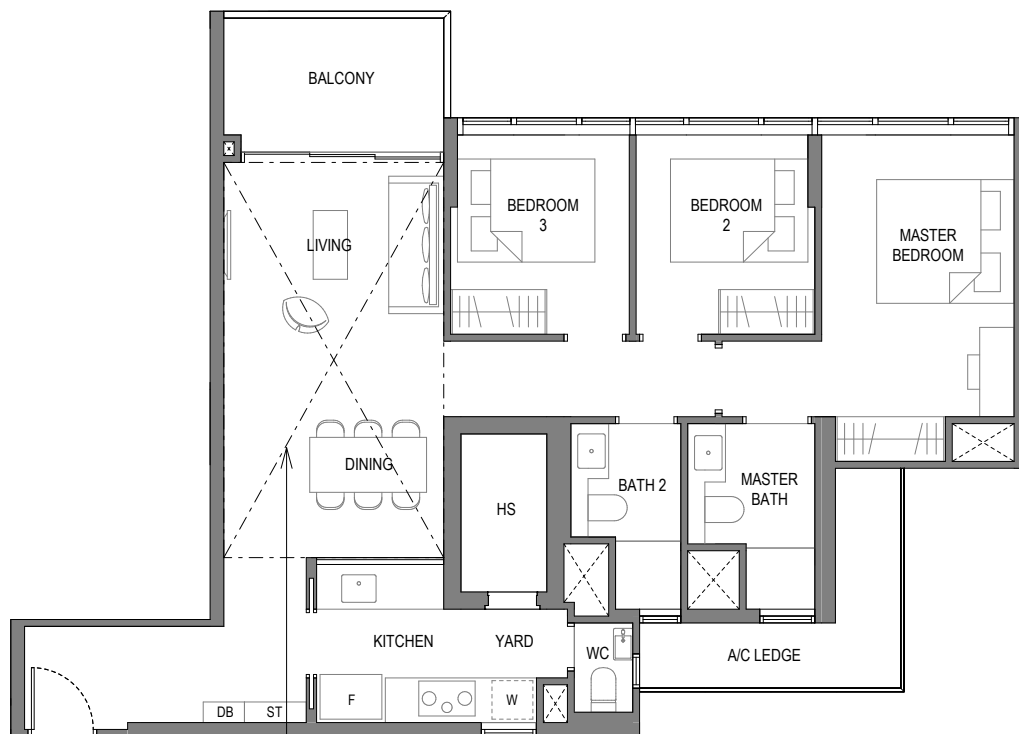 BALCONY
BEDROOM
3
BEDROOM
2
MASTER
BEDROOM
LIVING
DINING
HS
BATH 2
MASTER
BATH
KITCHEN
YARD
WC
A/C LEDGE
F
W
DB
ST